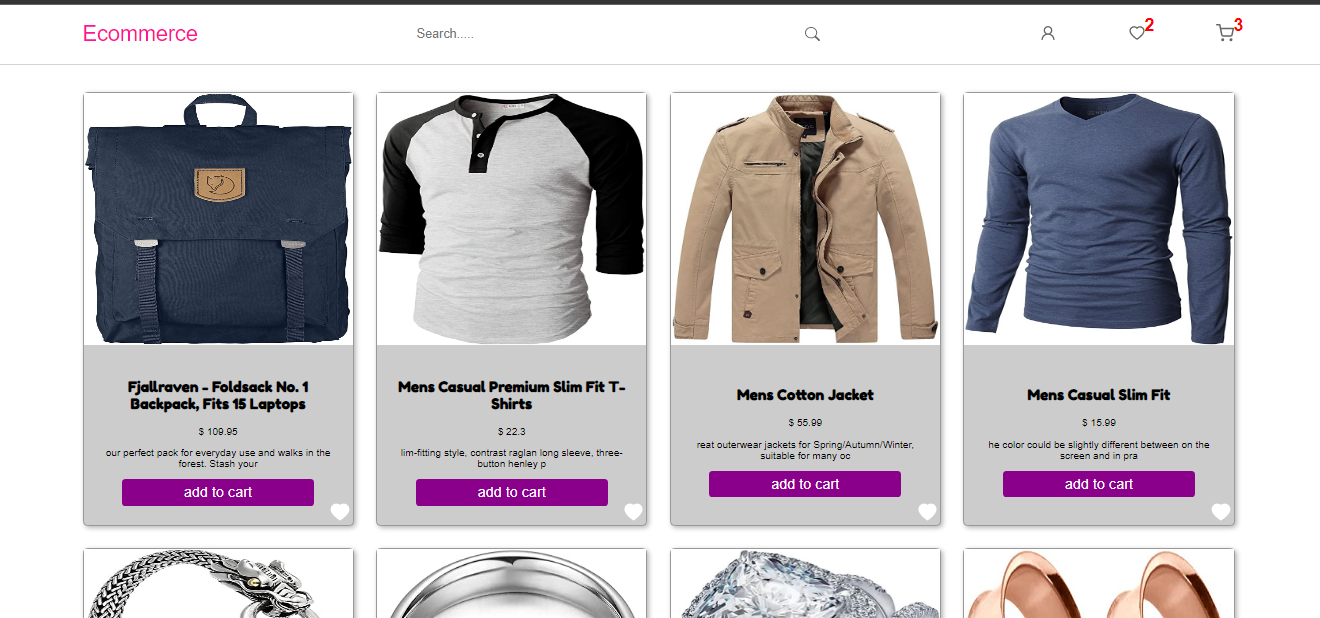 Ecommerce
Search.....
2
3
Fjallraven - Foldsack No. 1
Backpack, Fits 15 Laptops
$ 109.95
our perfect pack for everyday use and walks in the
forest. Stash your
add to cart
Mens Casual Premium Slim Fit T-
Shirts
$ 22.3
lim-fitting style, contrast raglan long sleeve, three-
button henley p
add to cart
Mens Cotton Jacket
$ 55.99
reat outerwear jackets for Spring/Autumn/Winter,
suitable for many oc
add to cart
Mens Casual Slim Fit
$ 15.99
he color could be slightly different between on the
screen and in pra
add to cart